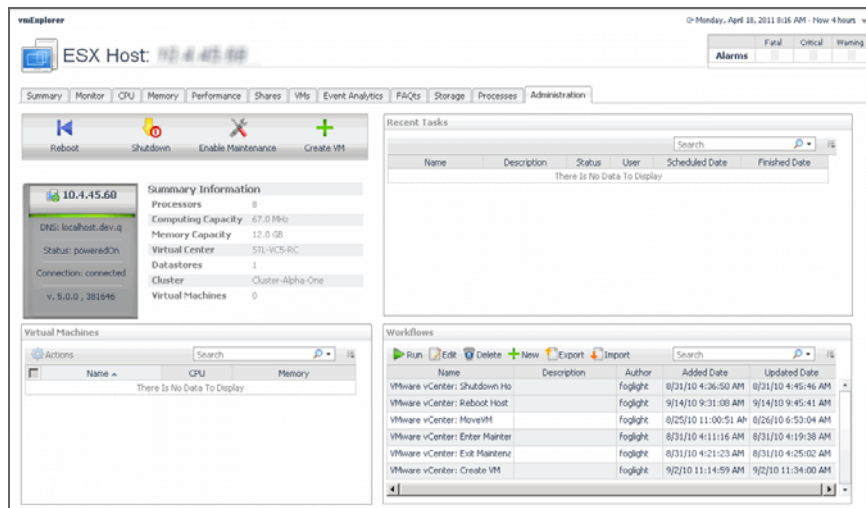 vmExplorer
Monday, April 18, 2011 8:16 AM - Now 4 hours
Fatal Critical Warning
Alarms
ESX Host:
Summary Monitor CPU Memory Performance Shares VMs Event Analytics FAQts Storage Processes Administration
Reboot Shutdown Enable Maintenance Create VM
10.4.45.68
DNS: localhost.dev.q
Status: poweredOn
Connection: connected
v. 5.0.0 , 381646
Summary Information
Processors 8
Computing Capacity 67.0 MHz
Memory Capacity 12.0 GB
Virtual Center STL-VC5-RC
Datastores 1
Cluster Cluster-Alpha-One
Virtual Machines 0
Recent Tasks
Search
Name Description Status User Scheduled Date Finished Date
There Is No Data To Display
Virtual Machines
Actions Search
Name CPU Memory
There Is No Data To Display
Workflows
Run Edit Delete New Export Import Search
Name Description Author Added Date Updated Date
VMware vCenter: Shutdown Ho foglight 8/31/10 4:36:50 AM 8/31/10 4:45:46 AM
VMware vCenter: Reboot Host foglight 9/14/10 9:31:08 AM 9/14/10 9:45:41 AM
VMware vCenter: MoveVM foglight 8/25/10 11:00:51 AM 8/26/10 6:53:04 AM
VMware vCenter: Enter Mainter foglight 8/31/10 4:11:16 AM 8/31/10 4:19:38 AM
VMware vCenter: Exit Maintena foglight 8/31/10 4:21:23 AM 8/31/10 4:25:02 AM
VMware vCenter: Create VM foglight 9/2/10 11:14:59 AM 9/2/10 11:34:00 AM